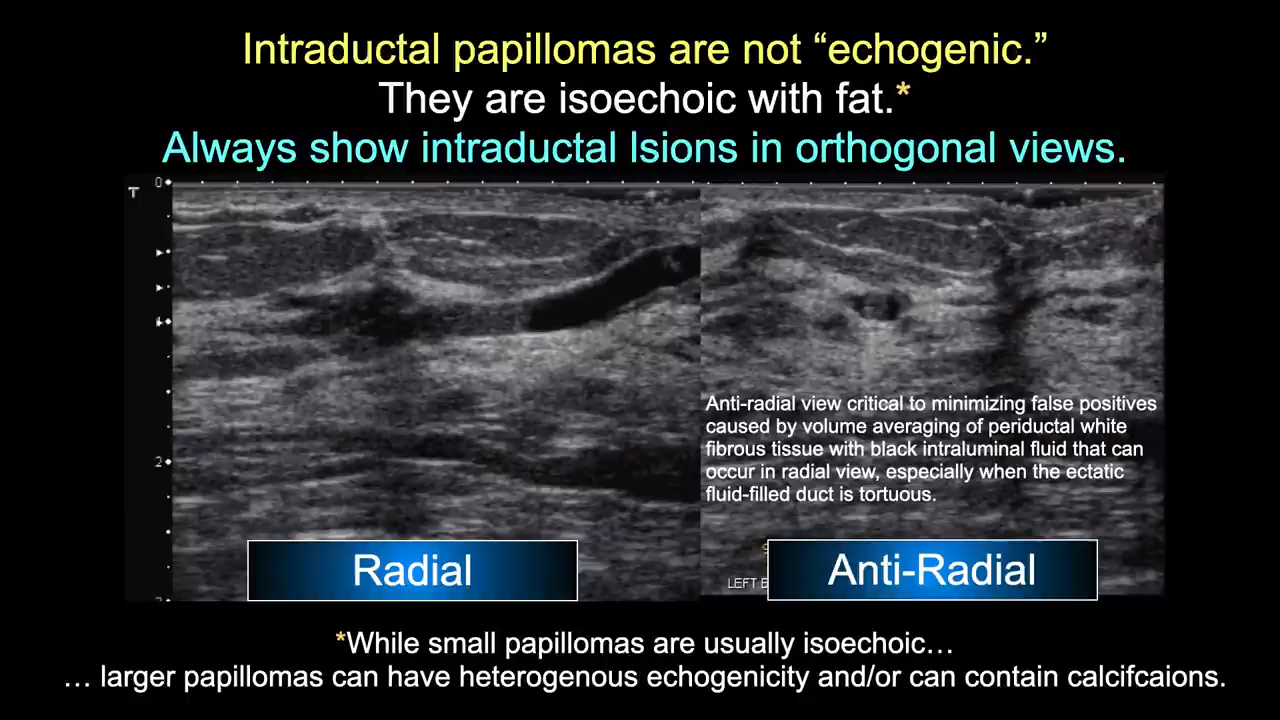 Intraductal papillomas are not “echogenic.”
They are isoechoic with fat.*
Always show intraductal lsions in orthogonal views.
T
0
2
Anti-radial view critical to minimizing false positives
caused by volume averaging of periductal white
fibrous tissue with black intraluminal fluid that can
occur in radial view, especially when the ectatic
fluid-filled duct is tortuous.
LEFT
Radial
Anti-Radial
*While small papillomas are usually isoechoic…
… larger papillomas can have heterogenous echogenicity and/or can contain calcifcaions.